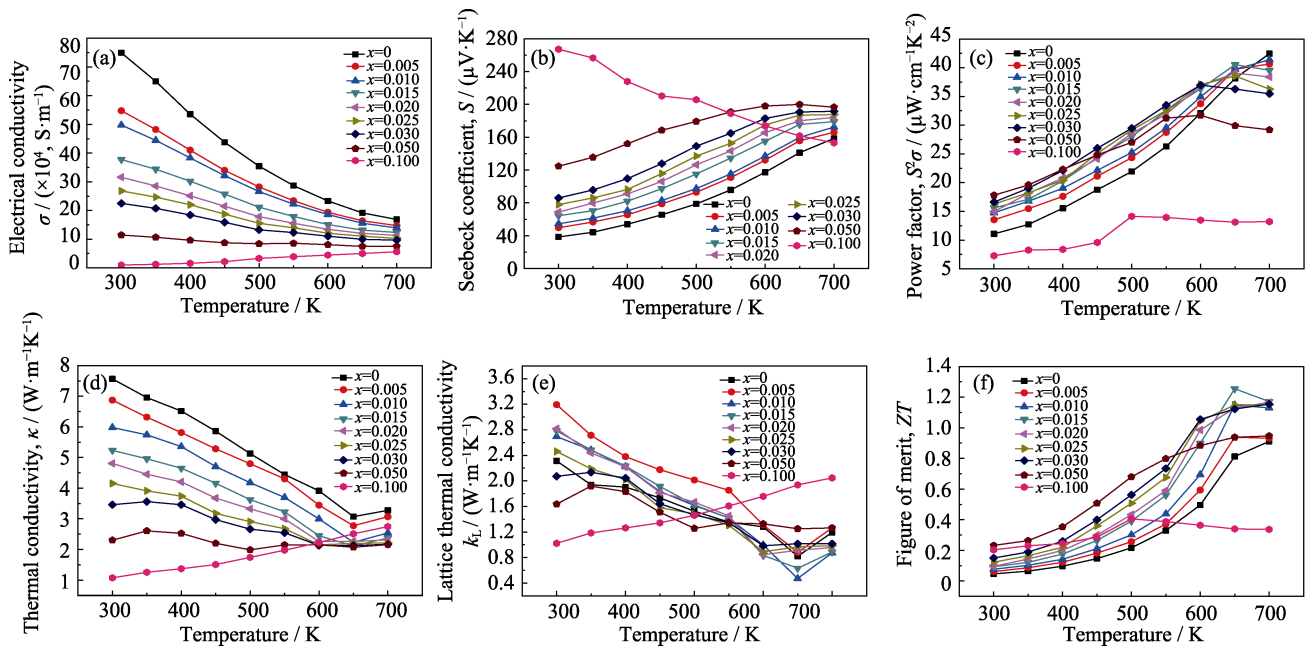 (a)
Electrical conductivity
σ / (×10⁴, S·m⁻¹)
80
70
60
50
40
30
20
10
0
x=0
x=0.005
x=0.010
x=0.015
x=0.020
x=0.025
x=0.030
x=0.050
x=0.100
300 400 500 600 700
Temperature / K
(b)
Seebeck coefficient, S / (μV·K⁻¹)
280
240
200
160
120
80
40
0
x=0
x=0.005
x=0.010
x=0.015
x=0.020
x=0.025
x=0.030
x=0.050
x=0.100
300 400 500 600 700
Temperature / K
(c)
Power factor, S²σ / (μW·cm⁻¹K⁻²)
45
40
35
30
25
20
15
10
5
x=0
x=0.005
x=0.010
x=0.015
x=0.020
x=0.025
x=0.030
x=0.050
x=0.100
300 400 500 600 700
Temperature / K
(d)
Thermal conductivity, κ / (W·m⁻¹K⁻¹)
8
7
6
5
4
3
2
1
x=0
x=0.005
x=0.010
x=0.015
x=0.020
x=0.025
x=0.030
x=0.050
x=0.100
300 400 500 600 700
Temperature / K
(e)
Lattice thermal conductivity
kL / (W·m⁻¹K⁻¹)
3.6
3.2
2.8
2.4
2.0
1.6
1.2
0.8
0.4
x=0
x=0.005
x=0.010
x=0.015
x=0.020
x=0.025
x=0.030
x=0.050
x=0.100
300 400 500 600 700
Temperature / K
(f)
Figure of merit, ZT
1.4
1.2
1.0
0.8
0.6
0.4
0.2
0
x=0
x=0.005
x=0.010
x=0.015
x=0.020
x=0.025
x=0.030
x=0.050
x=0.100
300 400 500 600 700
Temperature / K